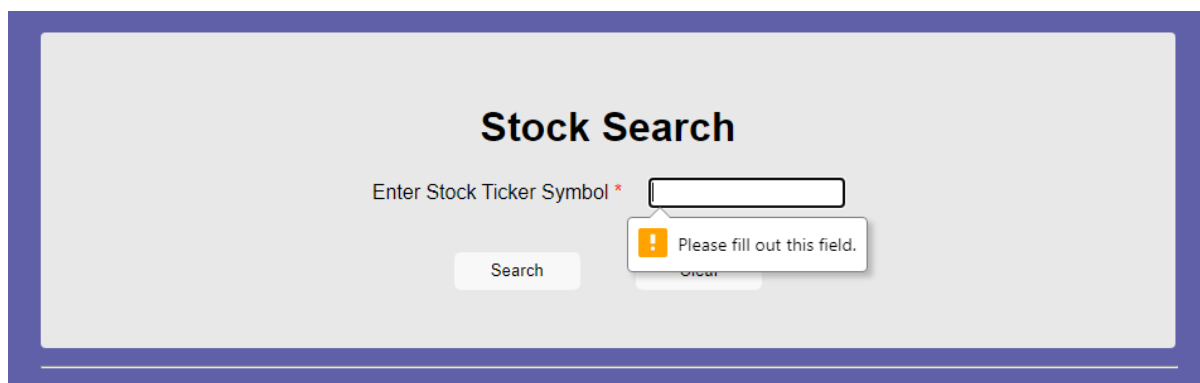 Stock Search
Enter Stock Ticker Symbol *
! Please fill out this field.
Search